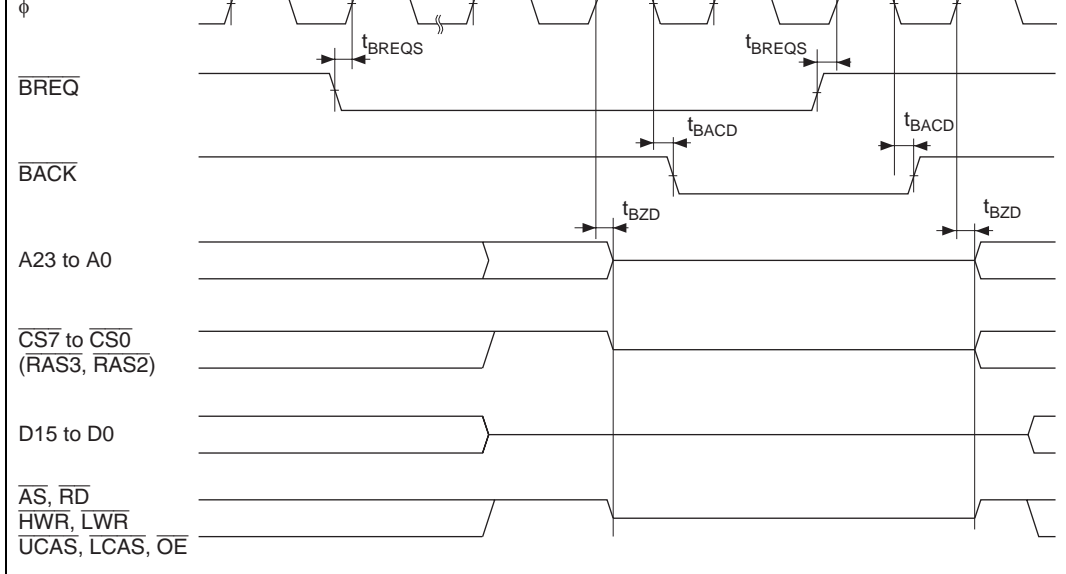 ϕ
tBREQS tBREQS
BREQ
tBACD tBACD
BACK
tBZD tBZD
A23 to A0
CS7 to CS0
(RAS3, RAS2)
D15 to D0
AS, RD
HWR, LWR
UCAS, LCAS, OE